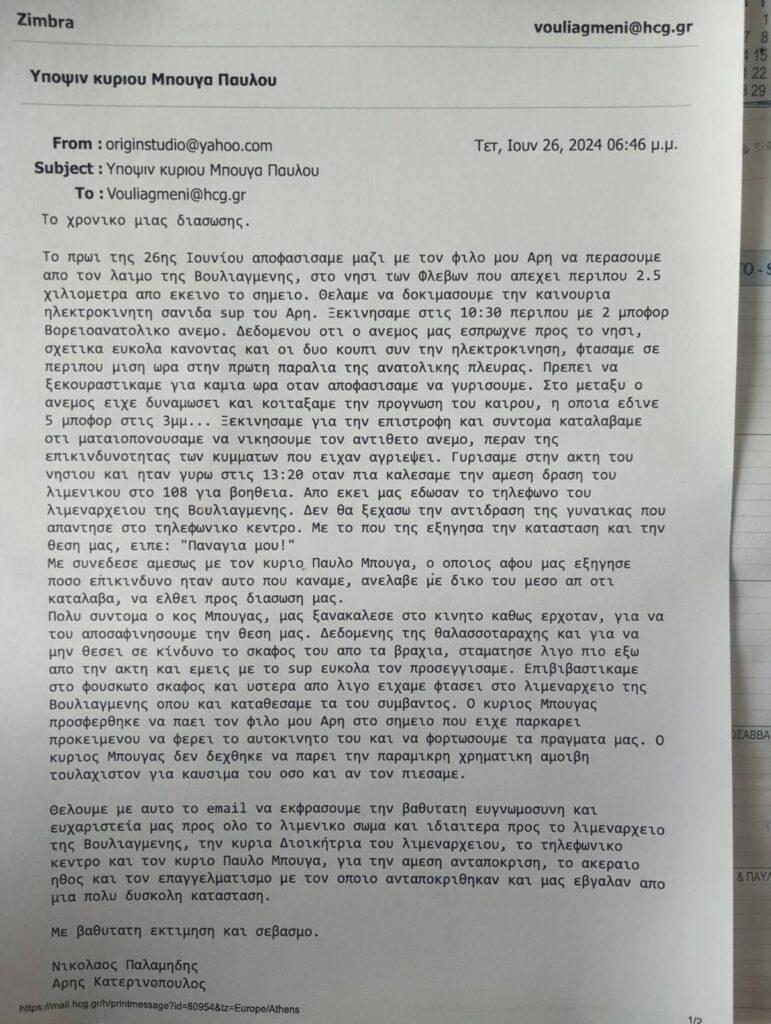 Zimbra
vouliagmeni@hcg.gr
Υποψιν κυριου Μπουγα Παυλου
From : originstudio@yahoo.com
Τετ, Ιουν 26, 2024 06:46 μ.μ.
Subject : Υποψιν κυριου Μπουγα Παυλου
To : Vouliagmeni@hcg.gr
Το χρονικο μιας διασωσης.
Το πρωι της 26ης Ιουνίου αποφασισαμε μαζι με τον φιλο μου Αρη να περασουμε
απο τον λαιμο της Βουλιαγμενης, στο νησι των Φλεβων που απεχει περιπου 2.5
χιλιομετρα απο εκεινο το σημειο. Θελαμε να δοκιμασουμε την καινουρια
ηλεκτροκινητη σανιδα sup του Αρη. Ξεκινησαμε στις 10:30 περιπου με 2 μποφορ
Βορειοανατολικο ανεμο. Δεδομενου οτι ο ανεμος μας εσπρωχνε προς το νησι,
σχετικα ευκολα κανοντας και οι δυο κουπι συν την ηλεκτροκινηση, φτασαμε σε
περιπου μιση ωρα στην πρωτη παραλια της ανατολικης πλευρας. Πρεπει να
ξεκουραστικαμε για καμια ωρα οταν αποφασισαμε να γυρισουμε. Στο μεταξυ ο
ανεμος ειχε δυναμωσει και κοιταξαμε την προγνωση του καιρου, η οποια εδινε
5 μποφορ στις 3μμ... Ξεκινησαμε για την επιστροφη και συντομα καταλαβαμε
οτι ματαιοπονουσαμε να νικησουμε τον αντιθετο ανεμο, περαν της
επικινδυνοτητας των κυμματων που ειχαν αγριεψει. Γυρισαμε στην ακτη του
νησιου και ηταν γυρω στις 13:20 οταν πια καλεσαμε την αμεση δραση του
λιμενικου στο 108 για βοηθεια. Απο εκει μας εδωσαν το τηλεφωνο του
λιμεναρχειου της Βουλιαγμενης. Δεν θα ξεχασω την αντιδραση της γυναικας που
απαντησε στο τηλεφωνικο κεντρο. Με το που της εξηγησα την κατασταση και την
θεση μας, ειπε: "Παναγια μου!"
Με συνεδεσε αμεσως με τον κυριο Παυλο Μπουγα, ο οποιος αφου μας εξηγησε
ποσο επικινδυνο ηταν αυτο που καναμε, ανελαβε με δικο του μεσο απ οτι
καταλαβα, να ελθει προς διασωση μας.
Πολυ συντομα ο κος Μπουγας, μας ξανακαλεσε στο κινητο καθως ερχοταν, για να
του αποσαφινησουμε την θεση μας. Δεδομενης της θαλασσοταραχης και για να
μην θεσει σε κίνδυνο το σκαφος του απο τα βραχια, σταματησε λιγο πιο εξω
απο την ακτη και εμεις με το sup ευκολα τον προσεγγισαμε. Επιβιβαστικαμε
στο φουσκωτο σκαφος και υστερα απο λιγο ειχαμε φτασει στο λιμεναρχειο της
Βουλιαγμενης οπου και καταθεσαμε τα του συμβαντος. Ο κυριος Μπουγας
προσφερθηκε να παει τον φιλο μου Αρη στο σημειο που ειχε παρκαρει
προκειμενου να φερει το αυτοκινητο του και να φορτωσουμε τα πραγματα μας. Ο
κυριος Μπουγας δεν δεχθηκε να παρει την παραμικρη χρηματικη αμοιβη
τουλαχιστον για καυσιμα του οσο και αν τον πιεσαμε.
Θελουμε με αυτο το email να εκφρασουμε την βαθυτατη ευγνωμοσυνη και
ευχαριστεία μας προς ολο το λιμενικο σωμα και ιδιαιτερα προς το λιμεναρχειο
της Βουλιαγμενης, την κυρια Διοικήτρια του λιμεναρχειου, το τηλεφωνικο
κεντρο και τον κυριο Παυλο Μπουγα, για την αμεση ανταποκριση, το ακεραιο
ηθος και τον επαγγελματισμο με τον οποιο ανταποκριθηκαν και μας εβγαλαν απο
μια πολυ δυσκολη κατασταση.
Με βαθυτατη εκτιμηση και σεβασμο.
Νικολαος Παλαμηδης
Αρης Κατερινοπουλος
https://mail.hcg.gr/h/printmessage?id=80954&tz=Europe/Athens
1/2